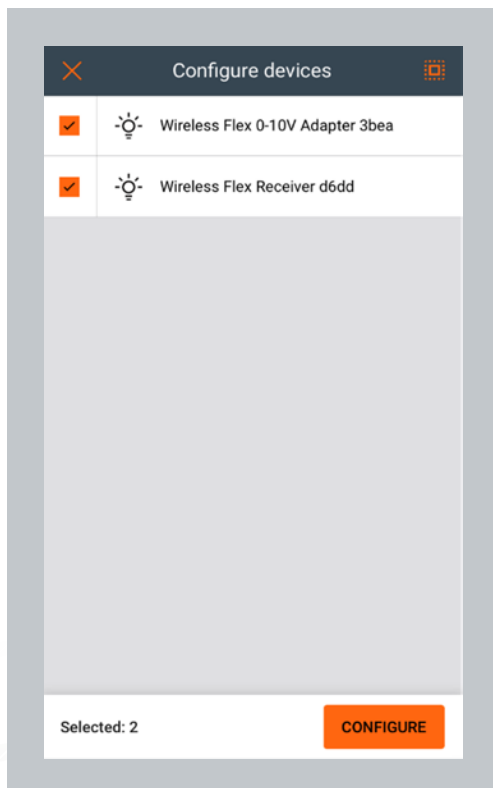 Configure devices
Wireless Flex 0-10V Adapter 3bea
Wireless Flex Receiver d6dd
Selected: 2
CONFIGURE